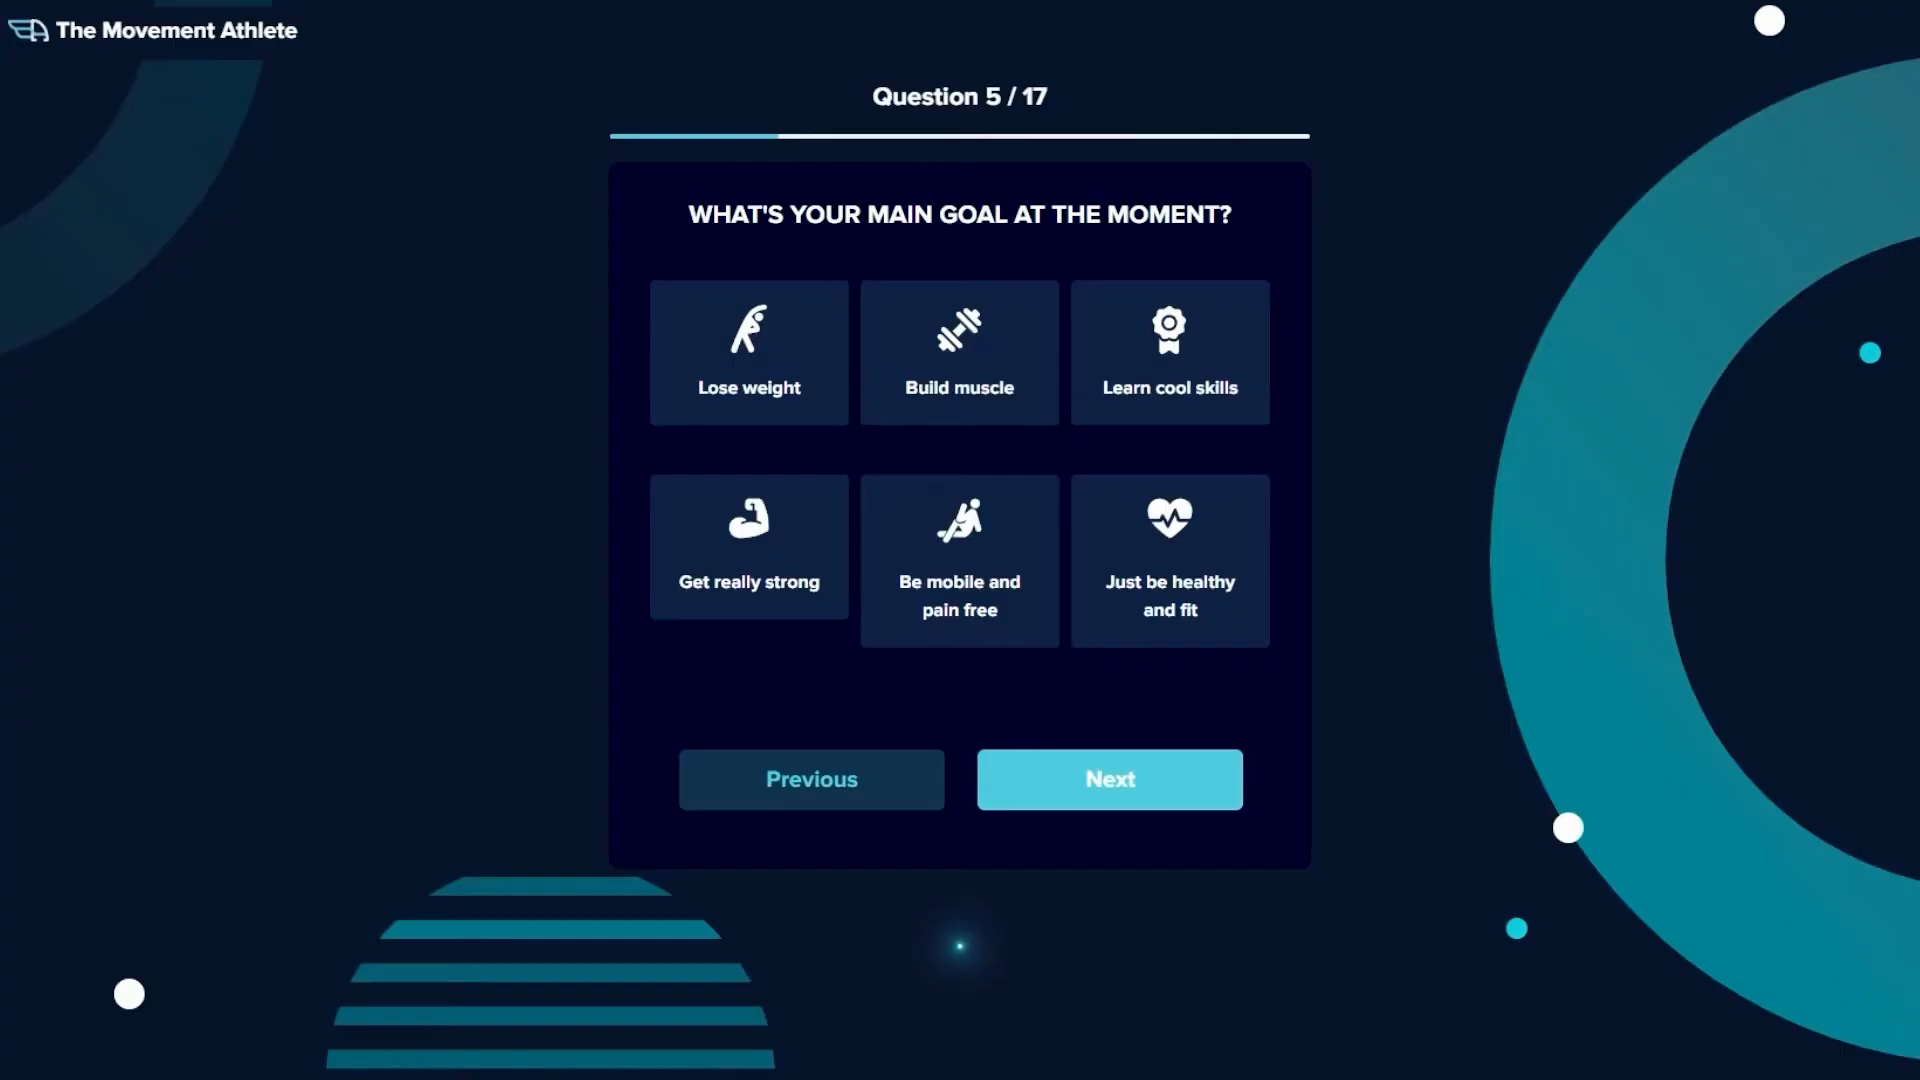 The Movement Athlete
Question 5 / 17
WHAT'S YOUR MAIN GOAL AT THE MOMENT?
Lose weight
Build muscle
Learn cool skills
Get really strong
Be mobile and
pain free
Just be healthy
and fit
Previous
Next